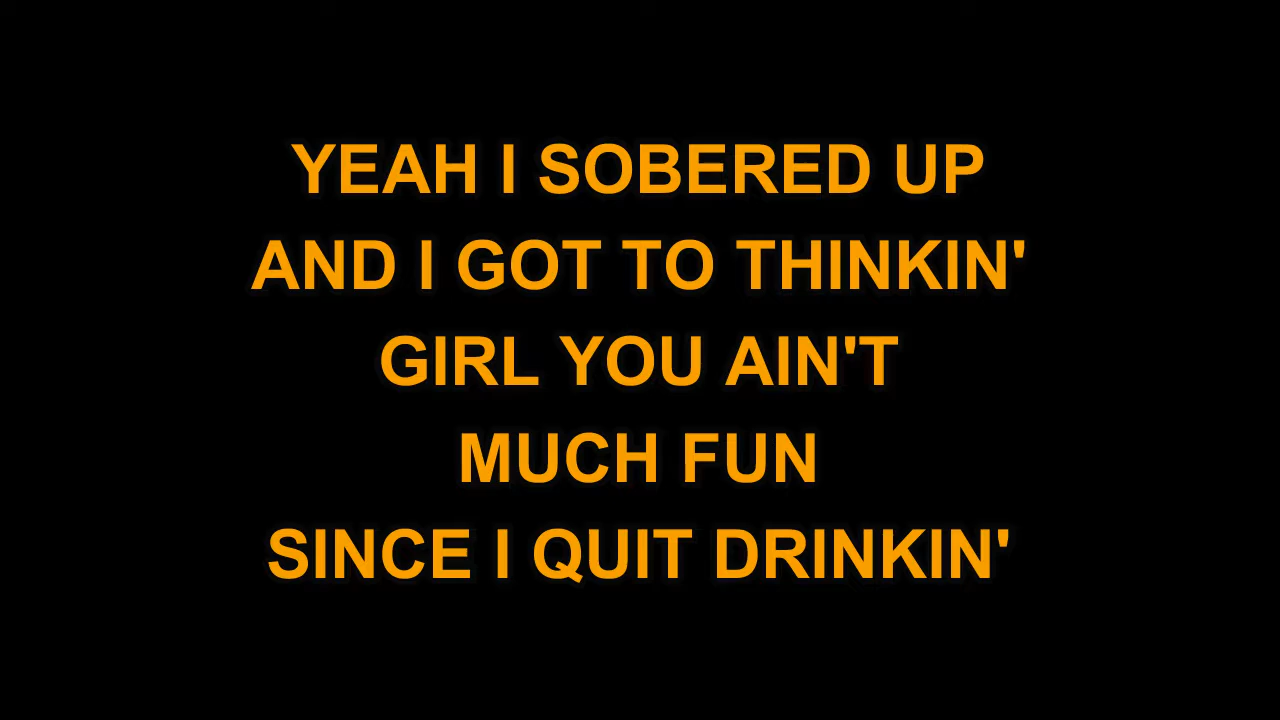 YEAH I SOBERED UP
AND I GOT TO THINKIN'
GIRL YOU AIN'T
MUCH FUN
SINCE I QUIT DRINKIN'